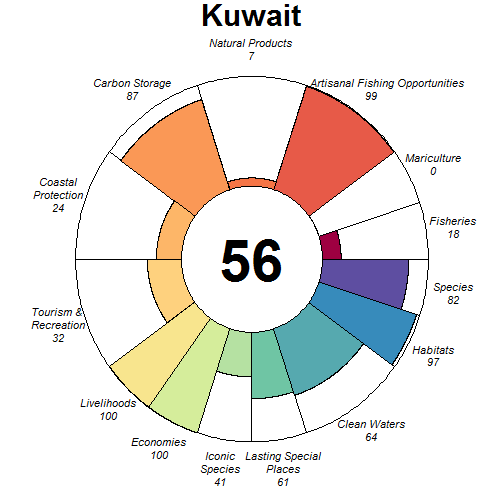 Kuwait
Natural Products
7
Carbon Storage
87
Artisanal Fishing Opportunities
99
Mariculture
0
Coastal
Protection
24
Fisheries
18
56
Species
82
Tourism &
Recreation
32
Habitats
97
Livelihoods
100
Clean Waters
64
Economies
100
Iconic
Species
41
Lasting Special
Places
61